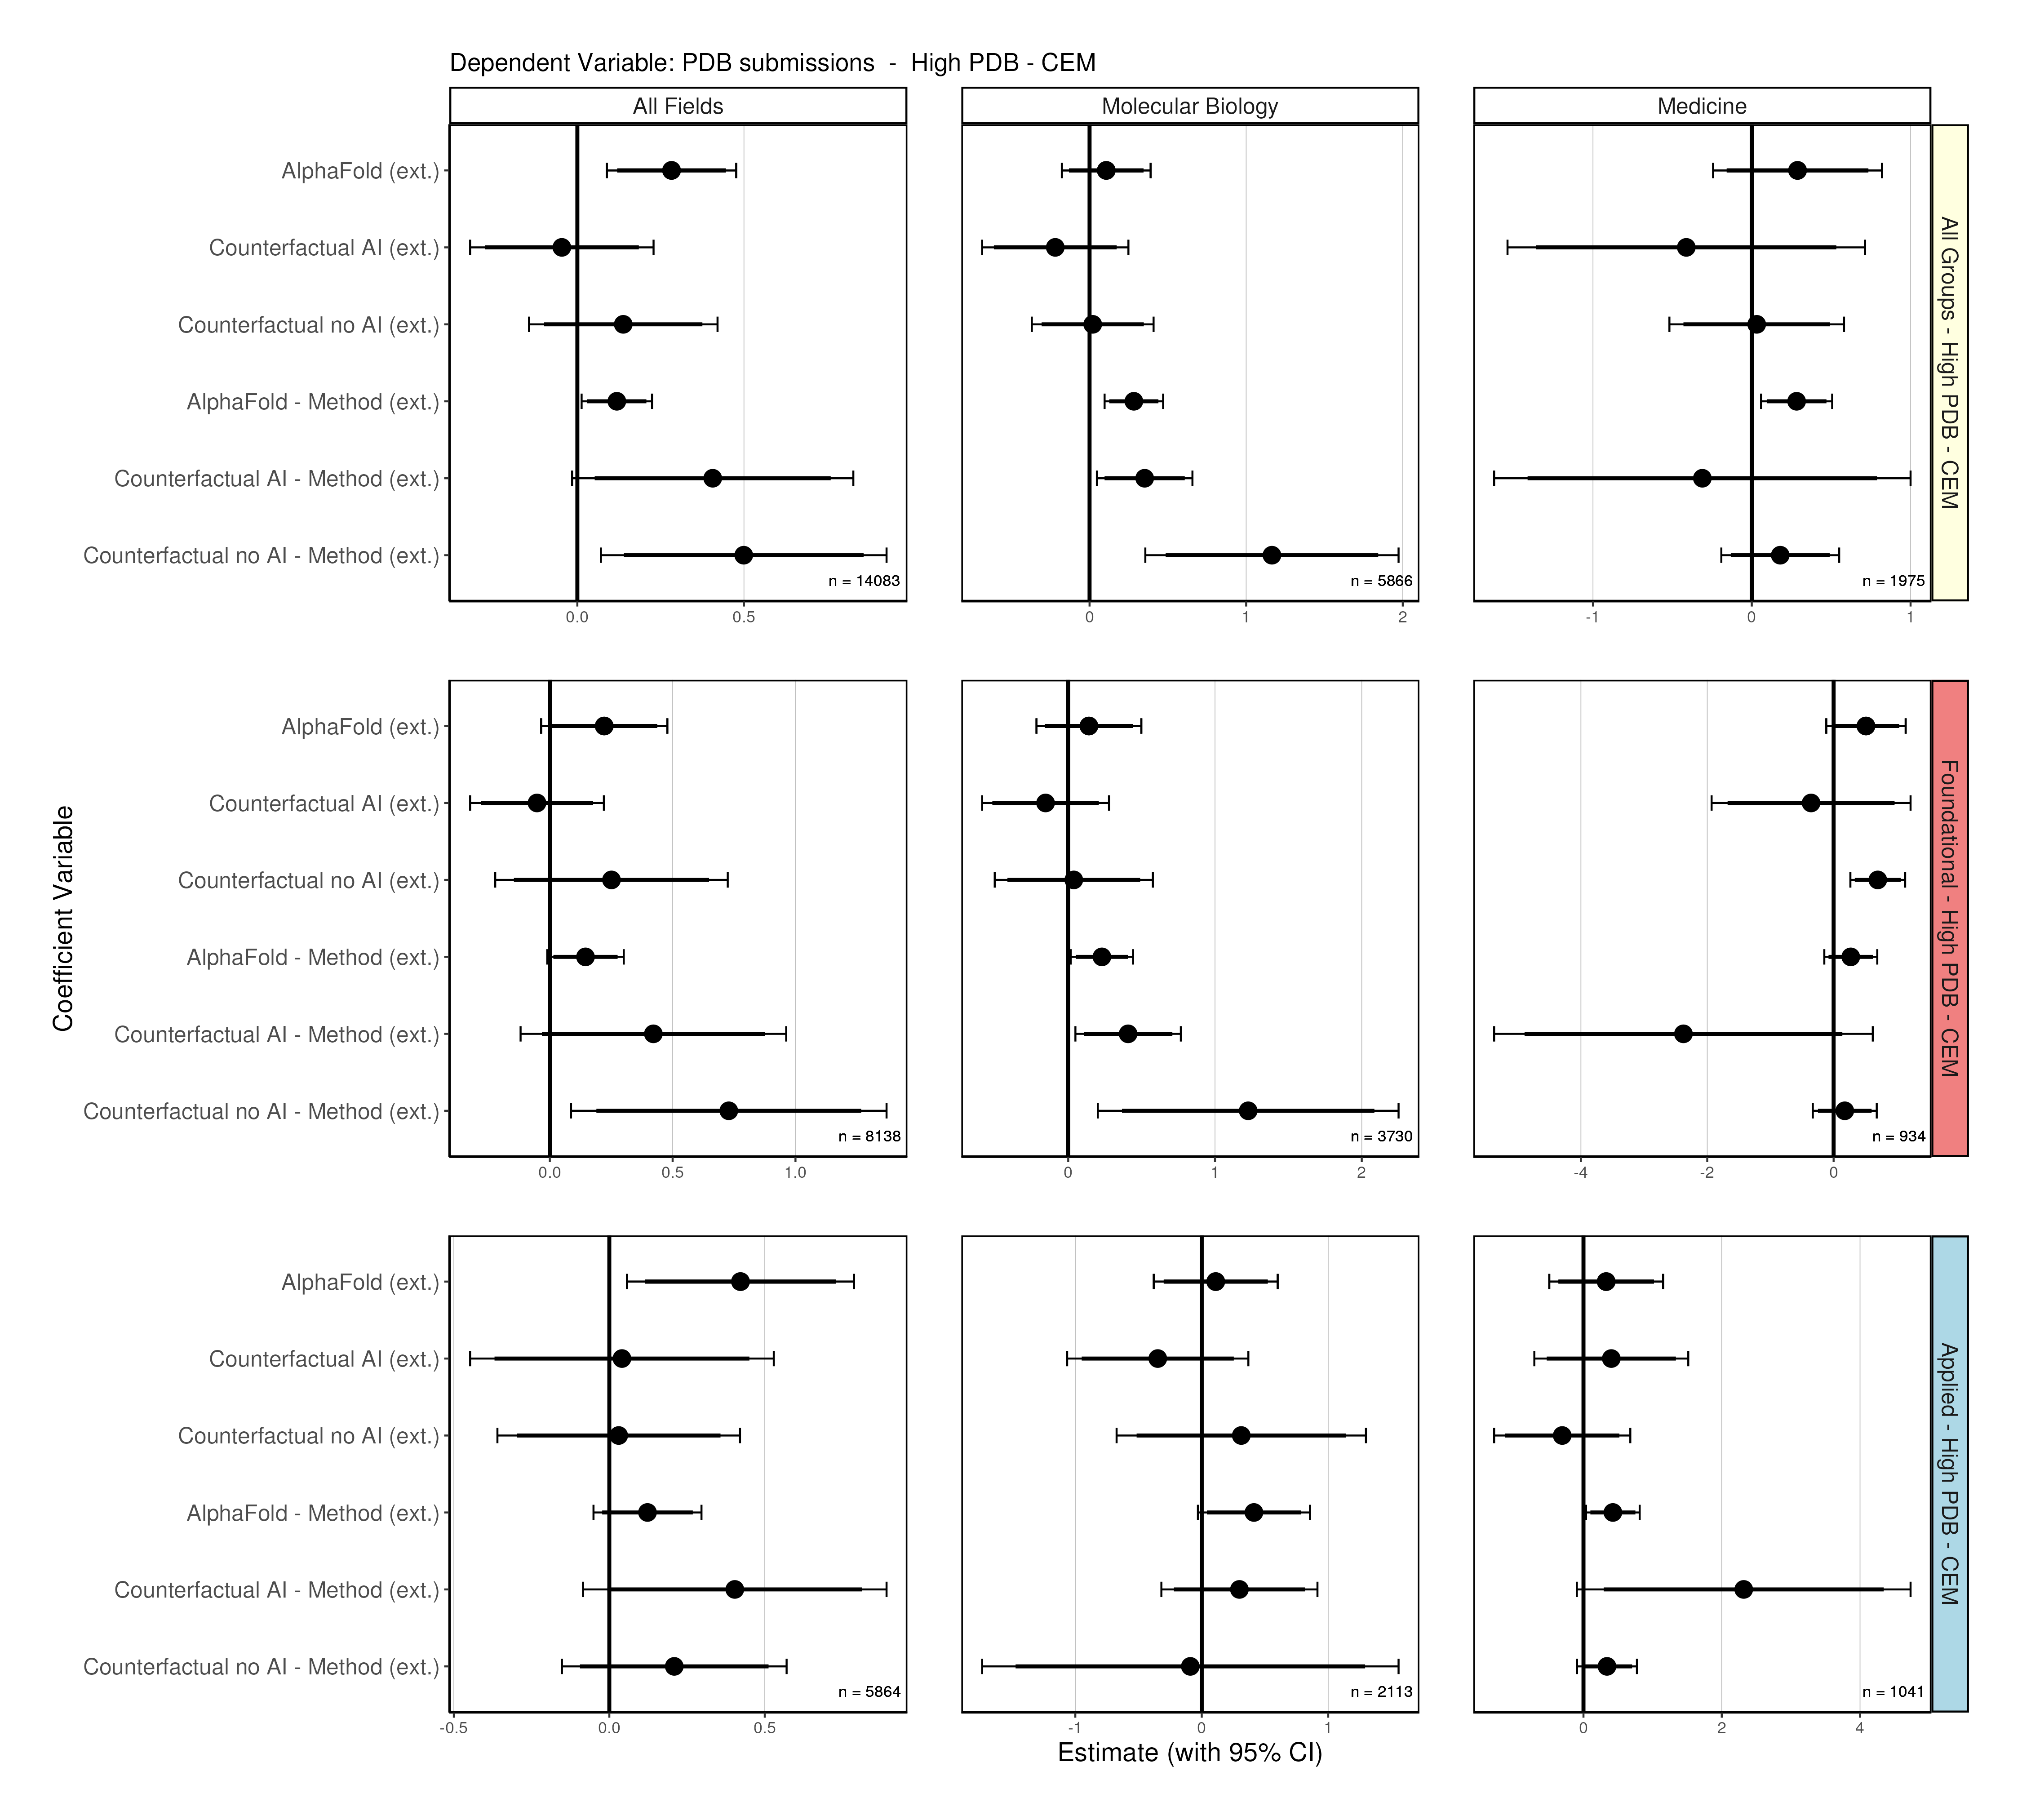 Dependent Variable: PDB submissions - High PDB - CEM
All Fields
Molecular Biology
Medicine
AlphaFold (ext.)
Counterfactual AI (ext.)
Counterfactual no AI (ext.)
AlphaFold - Method (ext.)
Counterfactual AI - Method (ext.)
Counterfactual no AI - Method (ext.)
n = 14083
n = 5866
n = 1975
0.0 0.5
0 1 2
-1 0 1
All Groups - High PDB - CEM
Coefficient Variable
AlphaFold (ext.)
Counterfactual AI (ext.)
Counterfactual no AI (ext.)
AlphaFold - Method (ext.)
Counterfactual AI - Method (ext.)
Counterfactual no AI - Method (ext.)
n = 8138
n = 3730
n = 934
0.0 0.5 1.0
0 1 2
-4 -2 0
Foundational - High PDB - CEM
AlphaFold (ext.)
Counterfactual AI (ext.)
Counterfactual no AI (ext.)
AlphaFold - Method (ext.)
Counterfactual AI - Method (ext.)
Counterfactual no AI - Method (ext.)
n = 5864
n = 2113
n = 1041
-0.5 0.0 0.5
-1 0 1
0 2 4
Applied - High PDB - CEM
Estimate (with 95% CI)